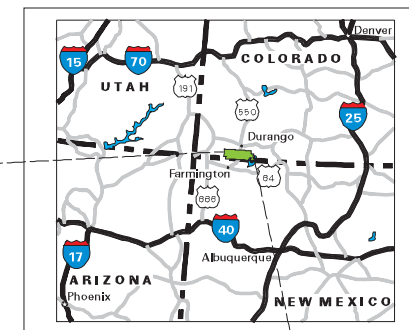 Denver
15
70
COLORADO
UTAH
191
550
25
Durango
Farmington
84
666
40
17
Albuquerque
ARIZONA
Phoenix
NEW MEXICO